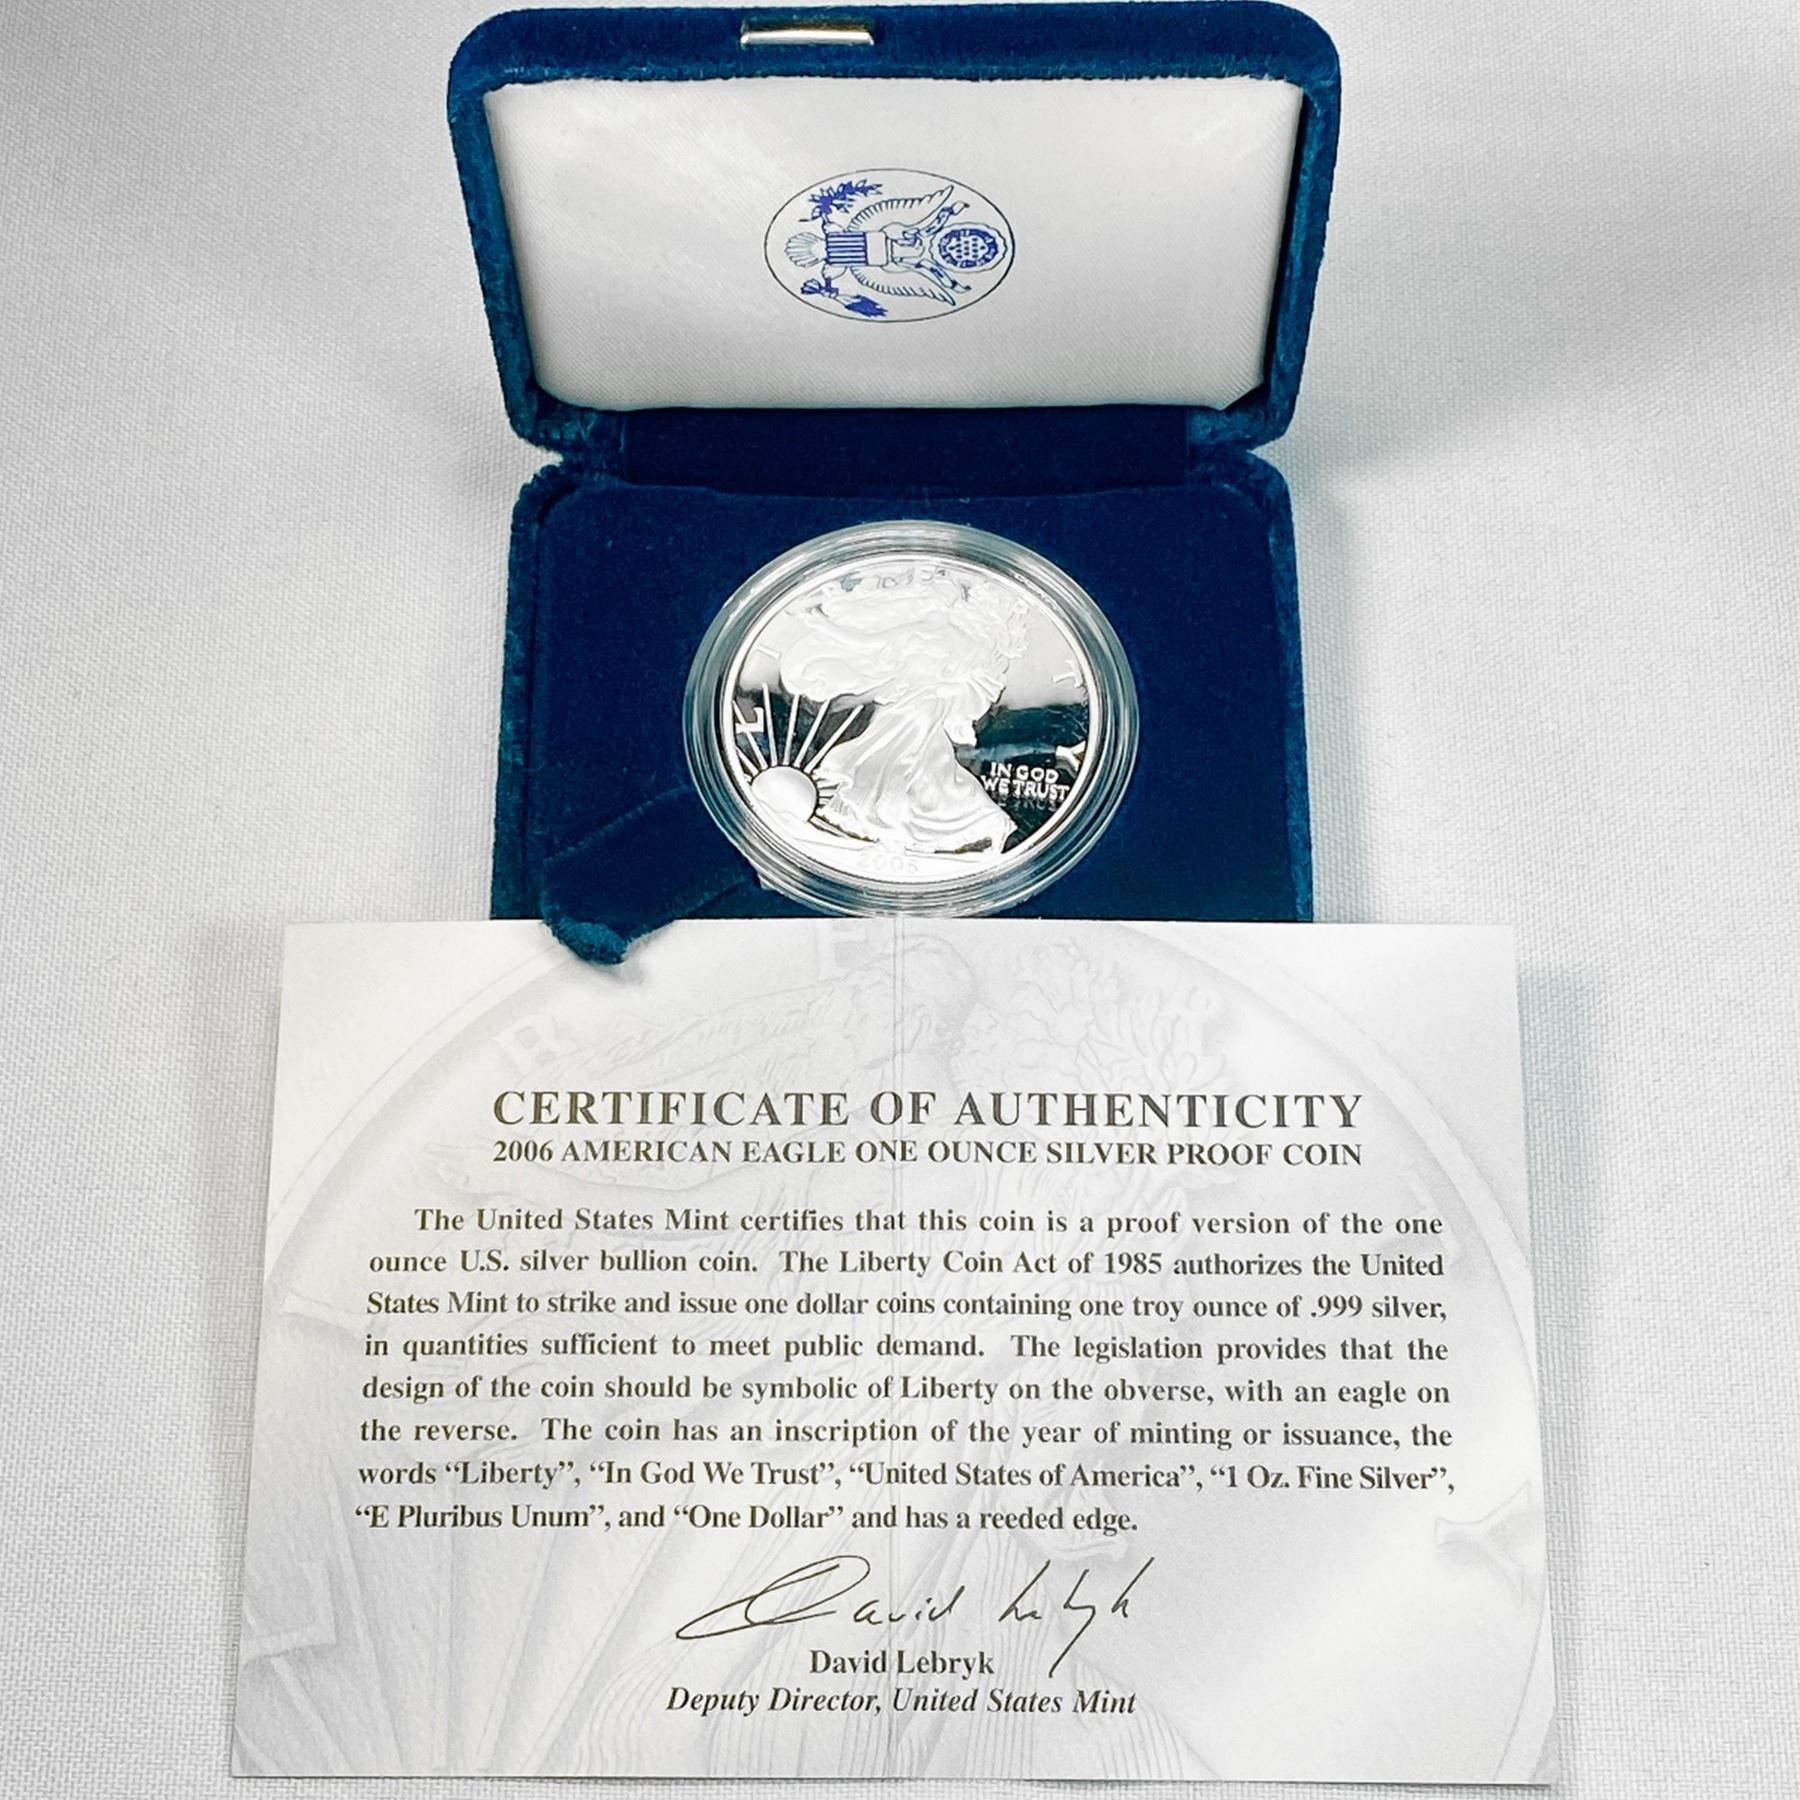 LIBERTY
IN GOD
WE TRUST
2006
CERTIFICATE OF AUTHENTICITY
2006 AMERICAN EAGLE ONE OUNCE SILVER PROOF COIN
The United States Mint certifies that this coin is a proof version of the one
ounce U.S. silver bullion coin. The Liberty Coin Act of 1985 authorizes the United
States Mint to strike and issue one dollar coins containing one troy ounce of .999 silver,
in quantities sufficient to meet public demand. The legislation provides that the
design of the coin should be symbolic of Liberty on the obverse, with an eagle on
the reverse. The coin has an inscription of the year of minting or issuance, the
words “Liberty”, “In God We Trust”, “United States of America”, “1 Oz. Fine Silver”,
“E Pluribus Unum”, and “One Dollar” and has a reeded edge.
David Lebryk
David Lebryk
Deputy Director, United States Mint